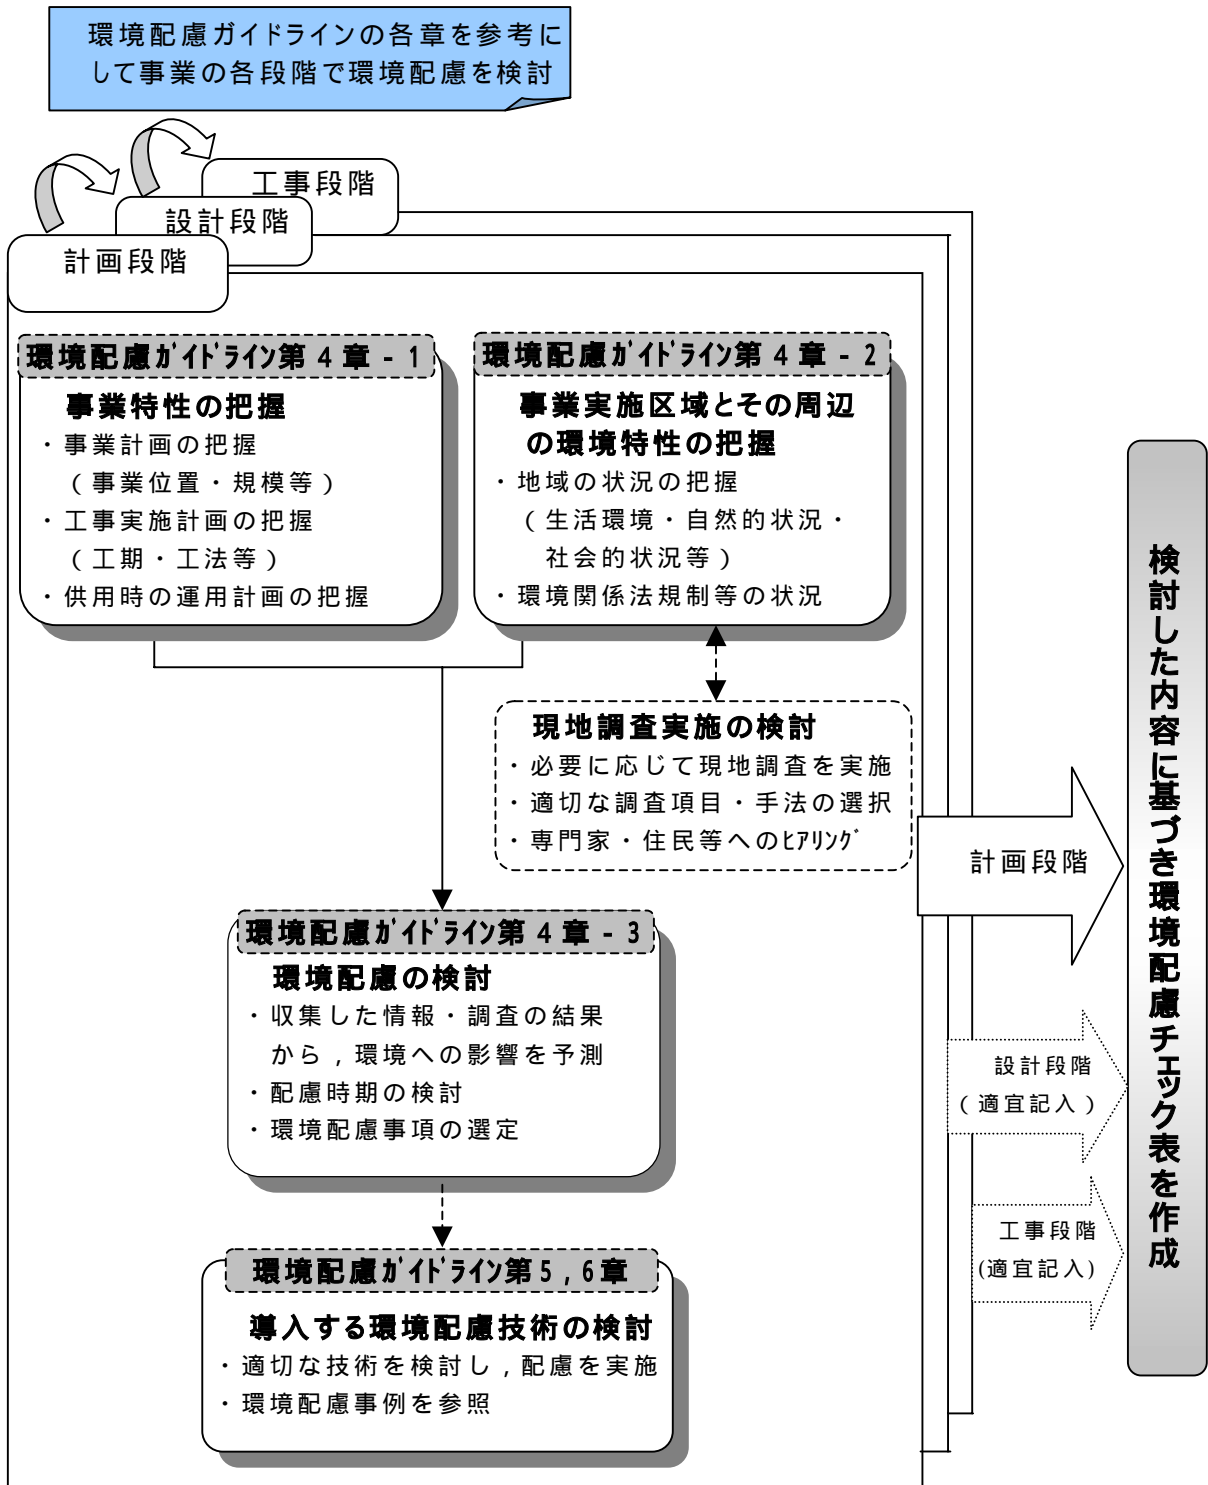 環境配慮ガイドラインの各章を参考に
して事業の各段階で環境配慮を検討
工事段階
設計段階
計画段階
環境配慮ガイドライン第4章-1
事業特性の把握
・事業計画の把握
（事業位置・規模等）
・工事実施計画の把握
（工期・工法等）
・供用時の運用計画の把握
環境配慮ガイドライン第4章-2
事業実施区域とその周辺
の環境特性の把握
・地域の状況の把握
（生活環境・自然的状況・
社会的状況等）
・環境関係法規制等の状況
現地調査実施の検討
・必要に応じて現地調査を実施
・適切な調査項目・手法の選択
・専門家・住民等へのヒアリング
環境配慮ガイドライン第4章-3
環境配慮の検討
・収集した情報・調査の結果
から，環境への影響を予測
・配慮時期の検討
・環境配慮事項の選定
環境配慮ガイドライン第5，6章
導入する環境配慮技術の検討
・適切な技術を検討し，配慮を実施
・環境配慮事例を参照
計画段階
設計段階
（適宜記入）
工事段階
(適宜記入)
検討した内容に基づき環境配慮チェック表を作成